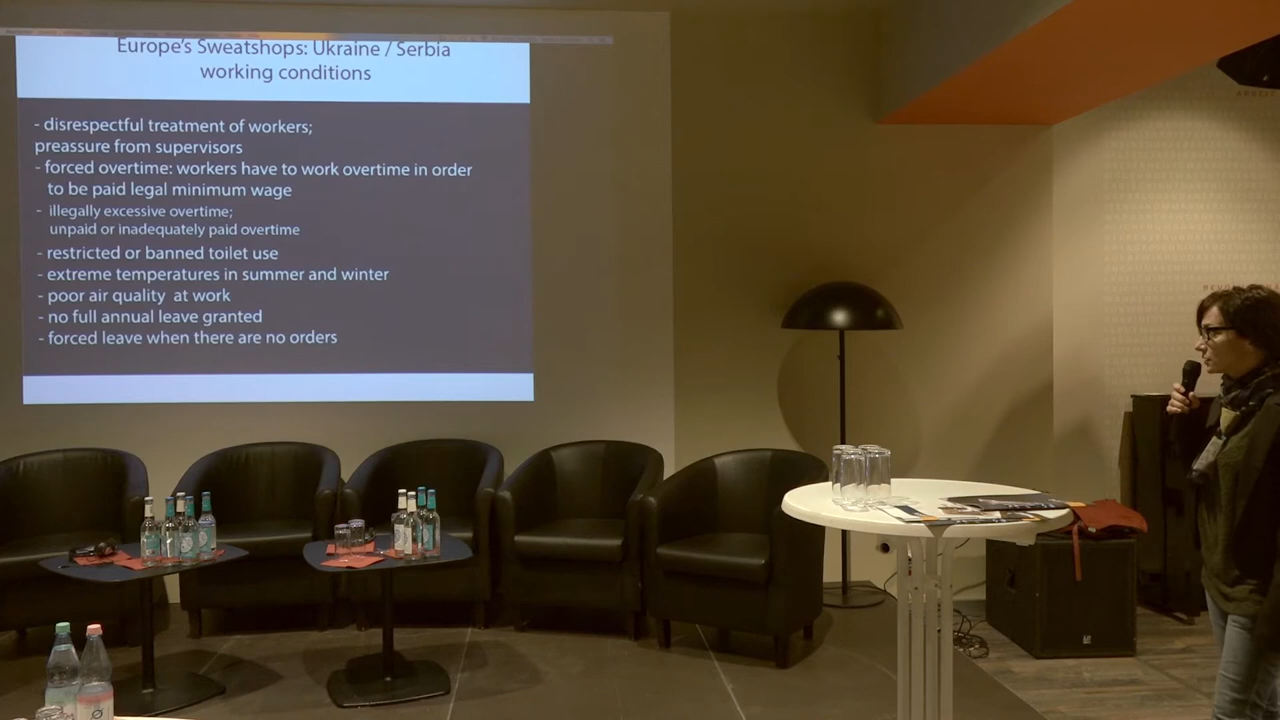 Europe's Sweatshops: Ukraine / Serbia
working conditions
- disrespectful treatment of workers;
preassure from supervisors
- forced overtime: workers have to work overtime in order
to be paid legal minimum wage
- illegally excessive overtime;
unpaid or inadequately paid overtime
- restricted or banned toilet use
- extreme temperatures in summer and winter
- poor air quality at work
- no full annual leave granted
- forced leave when there are no orders